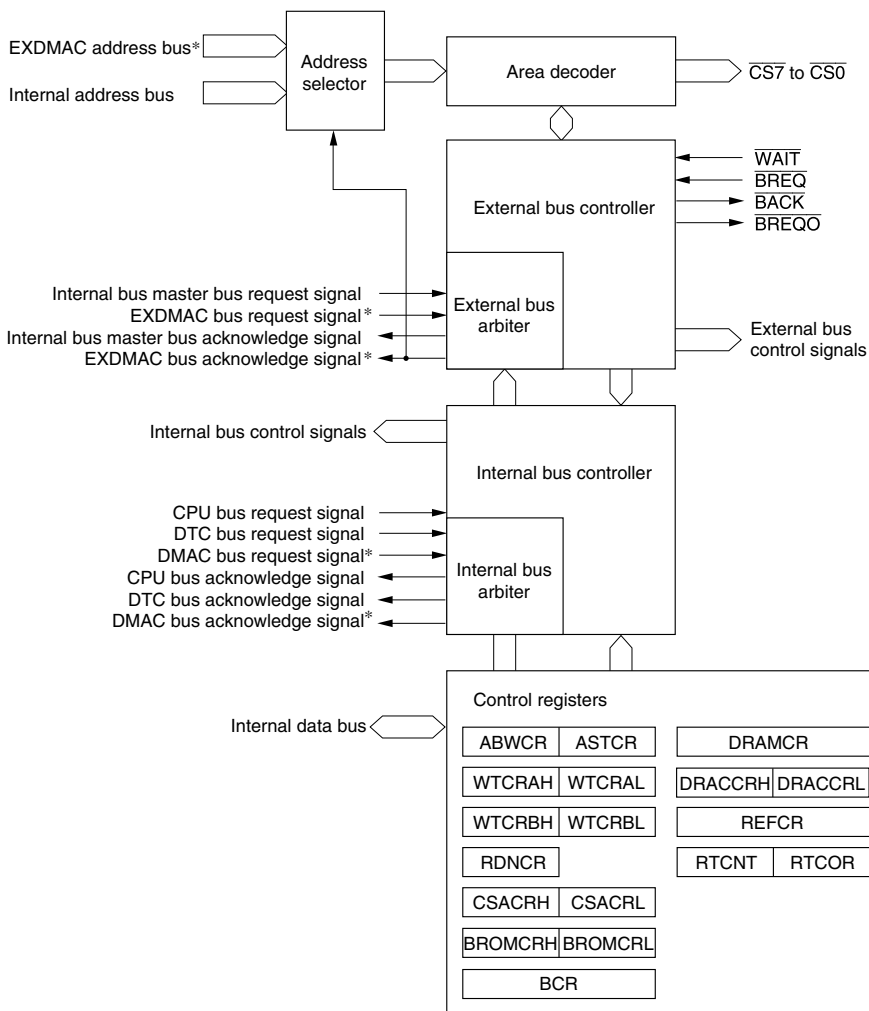 EXDMAC address bus*
Internal address bus
Address
selector
Area decoder
CS7 to CS0
External bus controller
WAIT
BREQ
BACK
BREQO
Internal bus master bus request signal
EXDMAC bus request signal*
Internal bus master bus acknowledge signal
EXDMAC bus acknowledge signal*
External bus
arbiter
External bus
control signals
Internal bus control signals
Internal bus controller
CPU bus request signal
DTC bus request signal
DMAC bus request signal*
CPU bus acknowledge signal
DTC bus acknowledge signal
DMAC bus acknowledge signal*
Internal bus
arbiter
Internal data bus
Control registers
ABWCR ASTCR DRAMCR
WTCRAH WTCRAL DRACCRH DRACCRL
WTCRBH WTCRBL REFCR
RDNCR RTCNT RTCOR
CSACRH CSACRL
BROMCRH BROMCRL
BCR